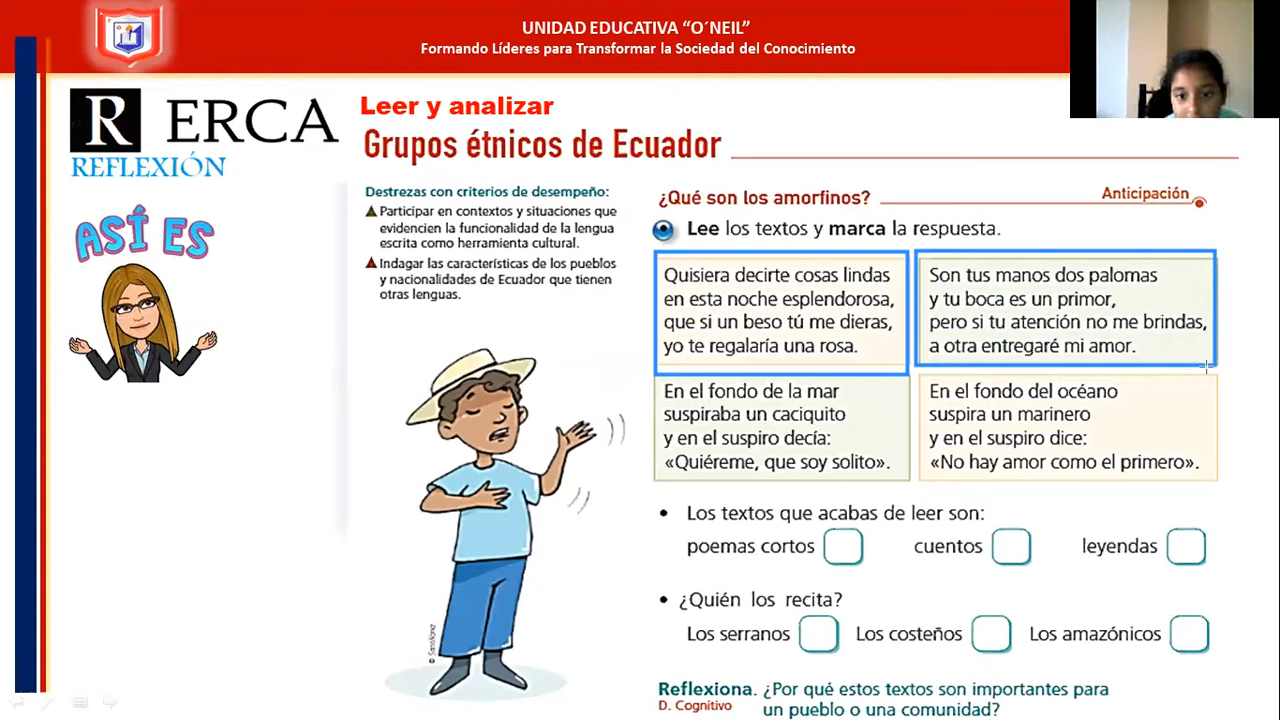 UNIDAD EDUCATIVA “O´NEIL”
Formando Líderes para Transformar la Sociedad del Conocimiento
R ERCA
REFLEXIÓN
ASÍ ES
Leer y analizar
Grupos étnicos de Ecuador
Destrezas con criterios de desempeño:
Participar en contextos y situaciones que
evidencien la funcionalidad de la lengua
escrita como herramienta cultural.
Indagar las características de los pueblos
y nacionalidades de Ecuador que tienen
otras lenguas.
© Santillana
¿Qué son los amorfinos?
Anticipación
Lee los textos y marca la respuesta.
Quisiera decirte cosas lindas
en esta noche esplendorosa,
que si un beso tú me dieras,
yo te regalaría una rosa.
Son tus manos dos palomas
y tu boca es un primor,
pero si tu atención no me brindas,
a otra entregaré mi amor.
En el fondo de la mar
suspiraba un caciquito
y en el suspiro decía:
«Quiéreme, que soy solito».
En el fondo del océano
suspira un marinero
y en el suspiro dice:
«No hay amor como el primero».
• Los textos que acabas de leer son:
poemas cortos cuentos leyendas
• ¿Quién los recita?
Los serranos Los costeños Los amazónicos
Reflexiona. ¿Por qué estos textos son importantes para
D. Cognitivo un pueblo o una comunidad?